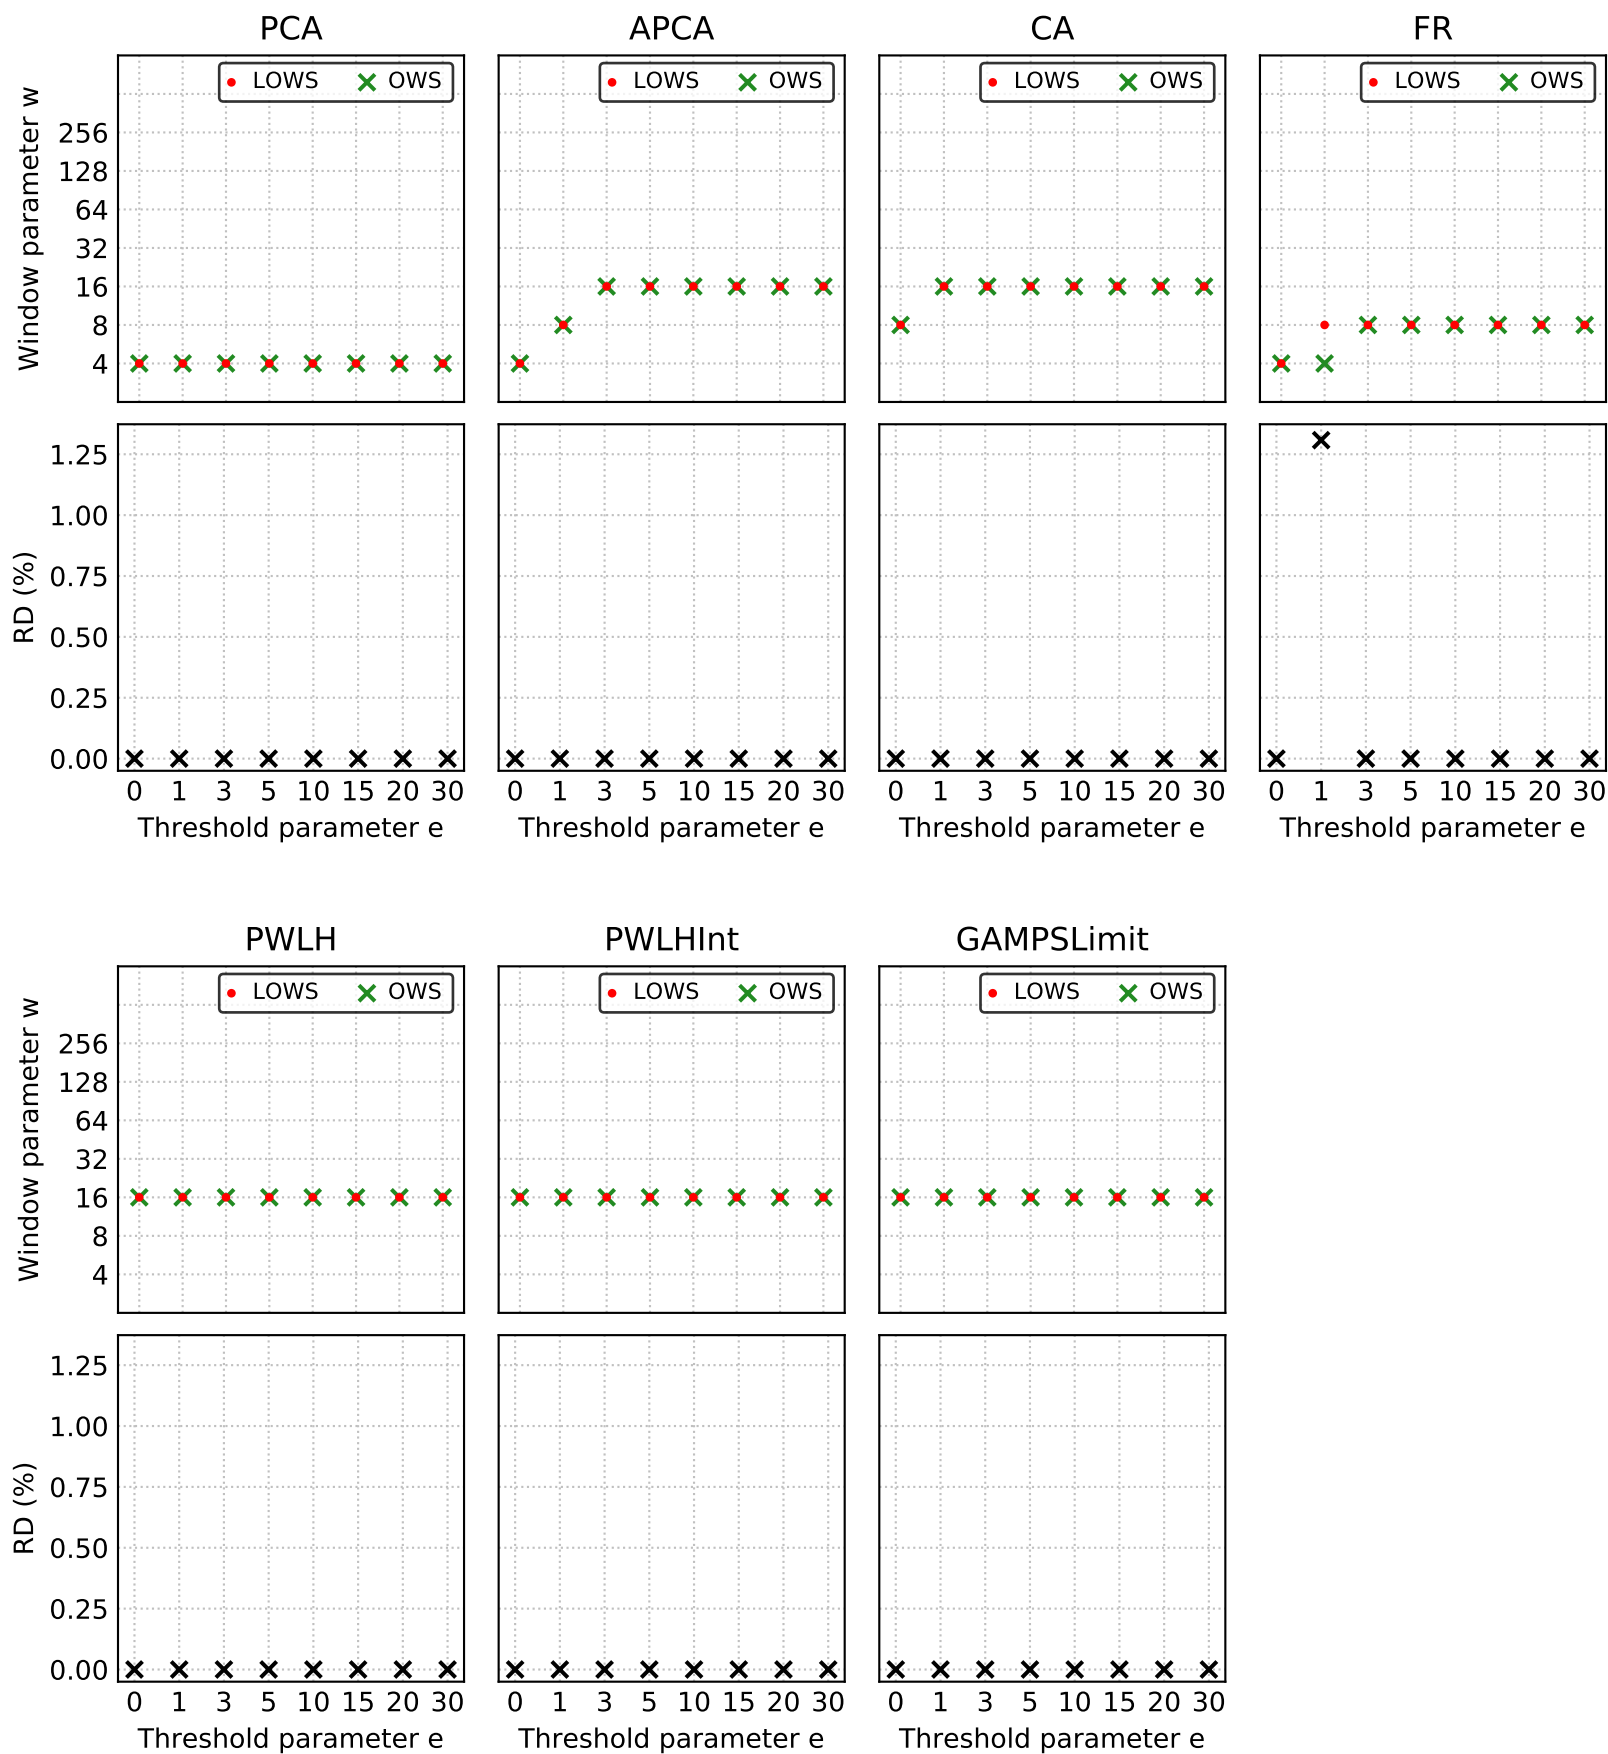 PCA APCA CA FR
LOWS OWS LOWS OWS LOWS OWS LOWS OWS
Window parameter w
256
128
64
32
16
8
4
RD (%)
1.25
1.00
0.75
0.50
0.25
0.00
0 1 3 5 10 15 20 30 0 1 3 5 10 15 20 30 0 1 3 5 10 15 20 30 0 1 3 5 10 15 20 30
Threshold parameter e Threshold parameter e Threshold parameter e Threshold parameter e
PWLH PWLHInt GAMPSLimit
LOWS OWS LOWS OWS LOWS OWS
Window parameter w
256
128
64
32
16
8
4
RD (%)
1.25
1.00
0.75
0.50
0.25
0.00
0 1 3 5 10 15 20 30 0 1 3 5 10 15 20 30 0 1 3 5 10 15 20 30
Threshold parameter e Threshold parameter e Threshold parameter e